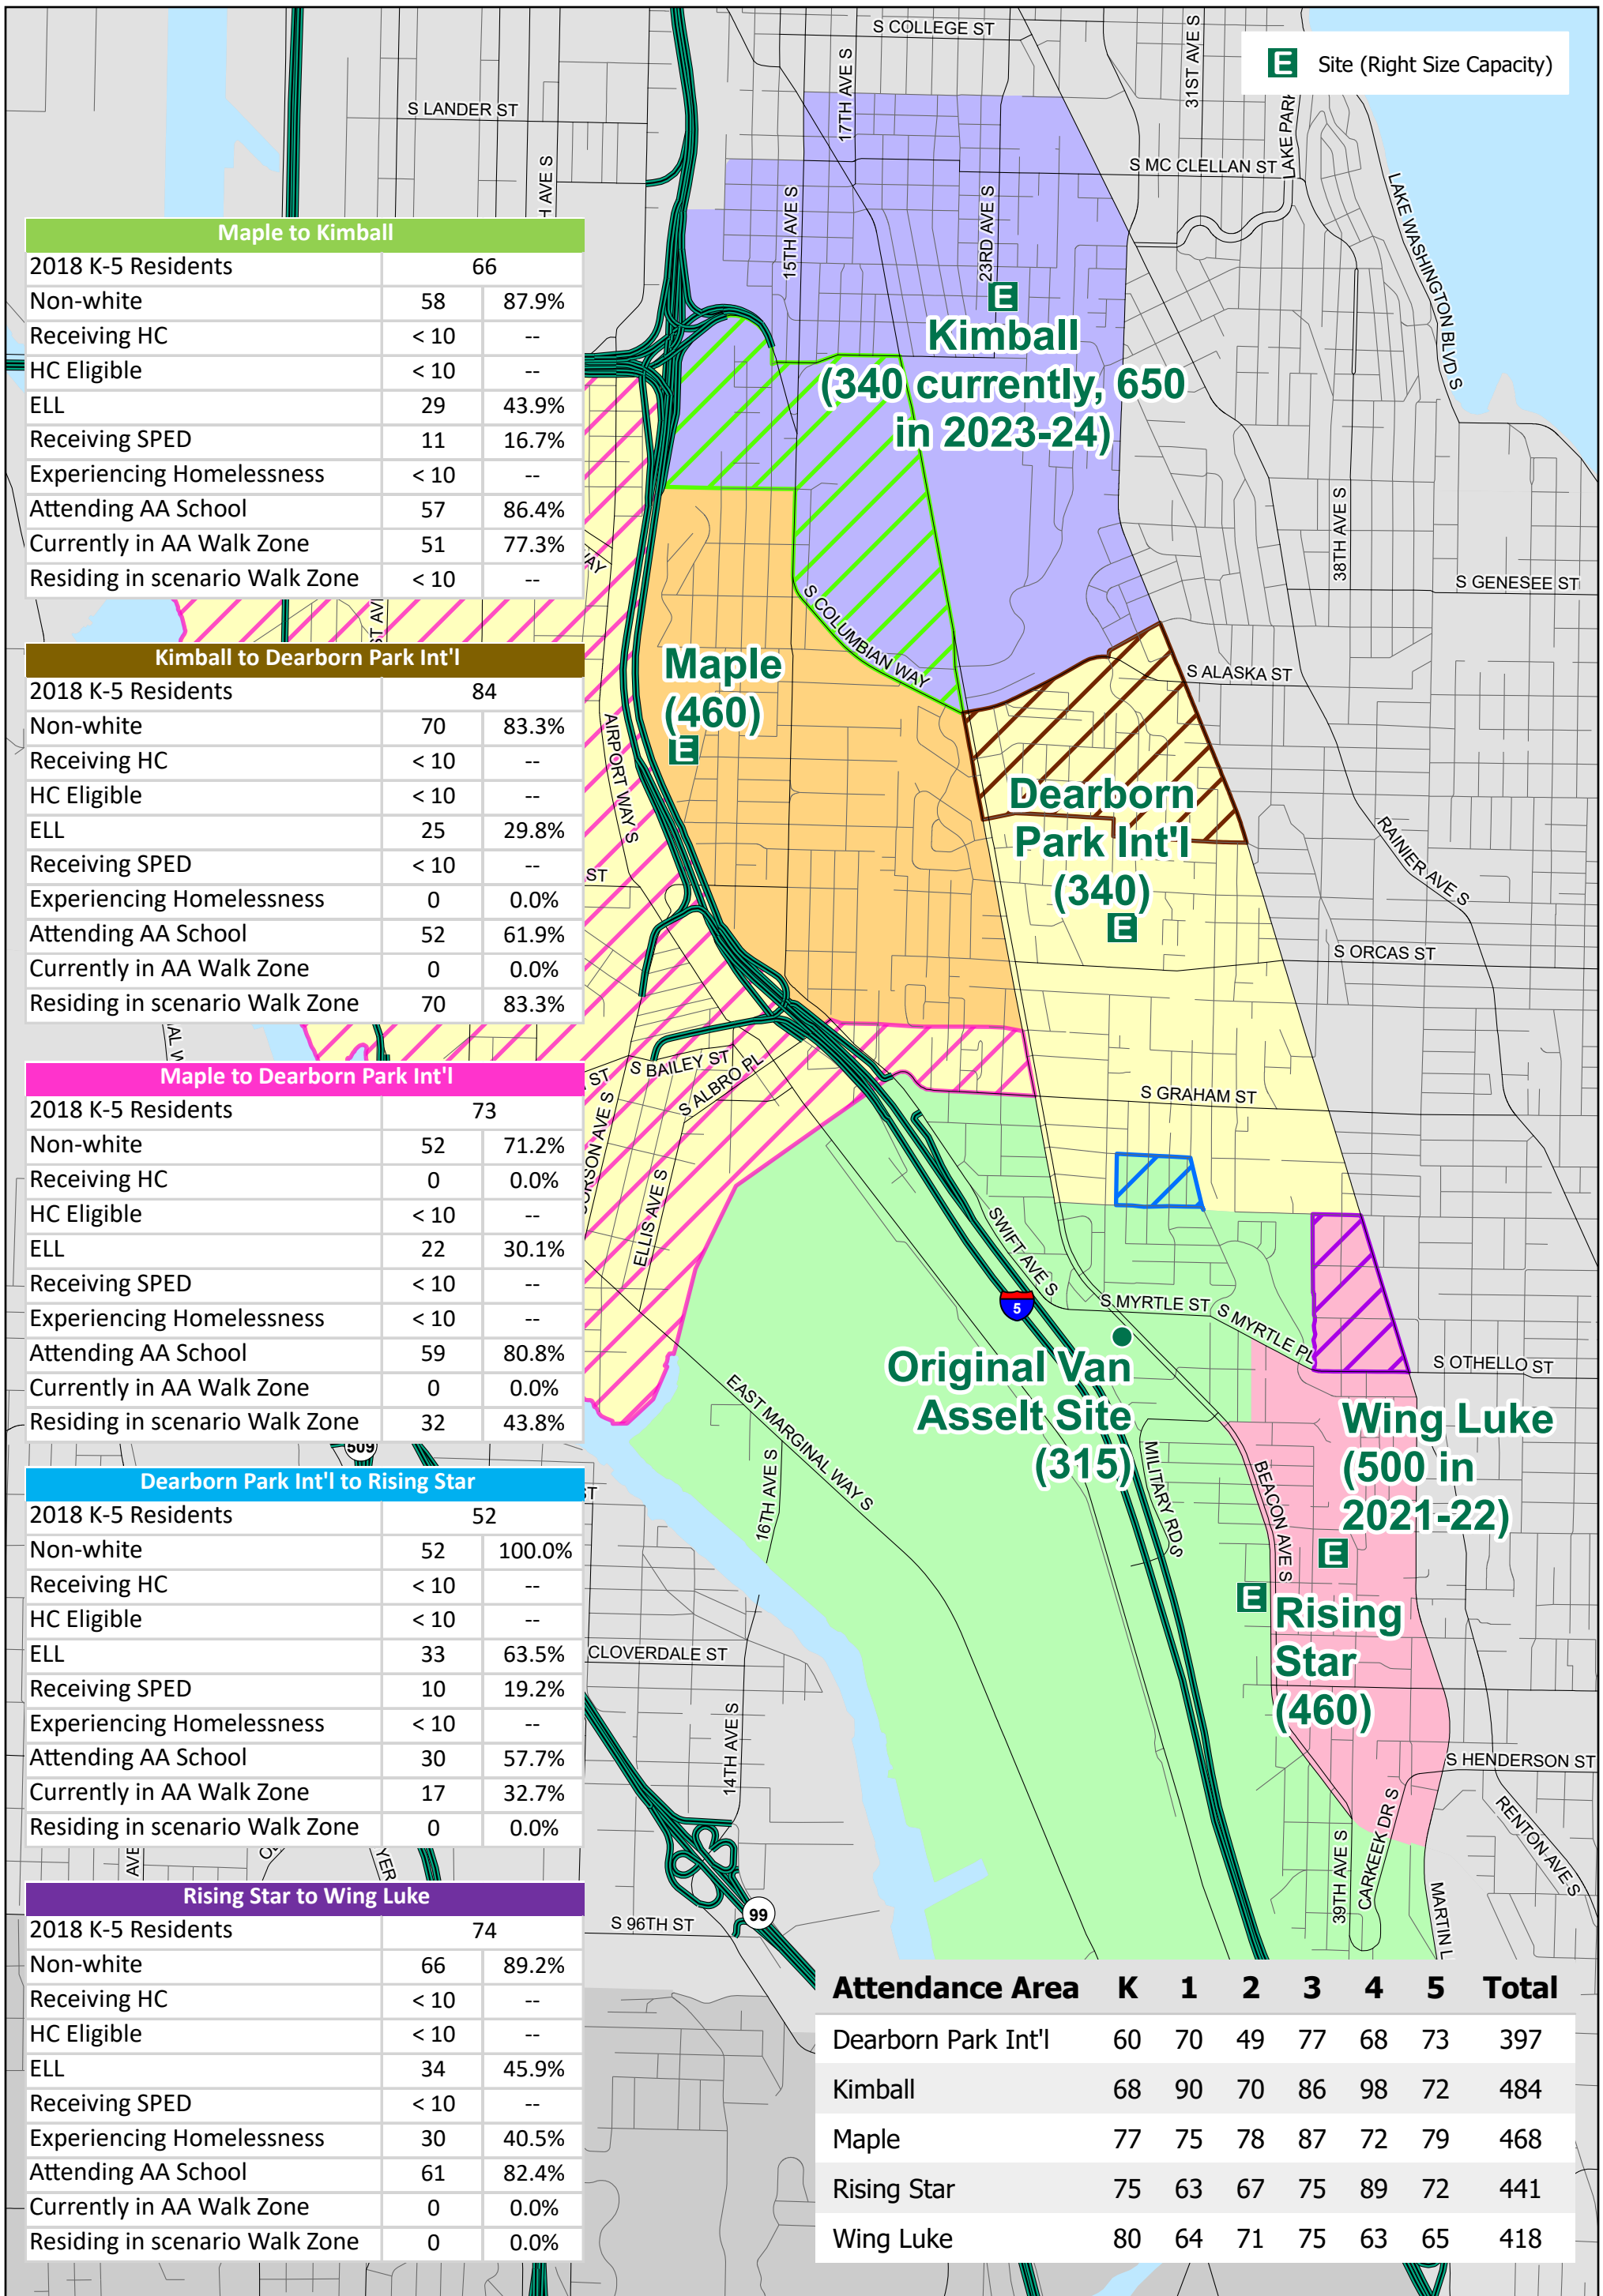 S COLLEGE ST
31ST AVE S
E Site (Right Size Capacity)
17TH AVE S
S LANDER ST
LAKE PARK
S MC CLELLAN ST
H AVE S
15TH AVE S
23RD AVE S
LAKE WASHINGTON BLVD S
E
Kimball
(340 currently, 650
in 2023-24)
Maple to Kimball
2018 K-5 Residents 66
Non-white 58 87.9%
Receiving HC < 10 --
HC Eligible < 10 --
ELL 29 43.9%
Receiving SPED 11 16.7%
Experiencing Homelessness < 10 --
Attending AA School 57 86.4%
Currently in AA Walk Zone 51 77.3%
Residing in scenario Walk Zone < 10 --
WAY
38TH AVE S
S GENESEE ST
S COLUMBIAN WAY
ST AVE
S ALASKA ST
Maple
(460)
E
AIRPORT WAY S
Kimball to Dearborn Park Int'l
2018 K-5 Residents 84
Non-white 70 83.3%
Receiving HC < 10 --
HC Eligible < 10 --
ELL 25 29.8%
Receiving SPED < 10 --
Experiencing Homelessness 0 0.0%
Attending AA School 52 61.9%
Currently in AA Walk Zone 0 0.0%
Residing in scenario Walk Zone 70 83.3%
Dearborn
Park Int'l
(340)
E
RAINIER AVE S
ST
S ORCAS ST
S BAILEY ST
S ALBRO PL
ST
S GRAHAM ST
ELLIS AVE S
SWIFT AVE S
Maple to Dearborn Park Int'l
2018 K-5 Residents 73
Non-white 52 71.2%
Receiving HC 0 0.0%
HC Eligible < 10 --
ELL 22 30.1%
Receiving SPED < 10 --
Experiencing Homelessness < 10 --
Attending AA School 59 80.8%
Currently in AA Walk Zone 0 0.0%
Residing in scenario Walk Zone 32 43.8%
5
S MYRTLE ST
S MYRTLE PL
S OTHELLO ST
Original Van
Asselt Site
(315)
EAST MARGINAL WAY S
16TH AVE S
MILITARY RD S
BEACON AVE S
Wing Luke
(500 in
2021-22)
E
E
Rising
Star
(460)
509
ST
Dearborn Park Int'l to Rising Star
2018 K-5 Residents 52
Non-white 52 100.0%
Receiving HC < 10 --
HC Eligible < 10 --
ELL 33 63.5%
Receiving SPED 10 19.2%
Experiencing Homelessness < 10 --
Attending AA School 30 57.7%
Currently in AA Walk Zone 17 32.7%
Residing in scenario Walk Zone 0 0.0%
CLOVERDALE ST
14TH AVE S
S HENDERSON ST
RENTON AVE S
39TH AVE S
CARKEEK DR S
MARTIN L
AVE
YER
S 96TH ST
99
Rising Star to Wing Luke
2018 K-5 Residents 74
Non-white 66 89.2%
Receiving HC < 10 --
HC Eligible < 10 --
ELL 34 45.9%
Receiving SPED < 10 --
Experiencing Homelessness 30 40.5%
Attending AA School 61 82.4%
Currently in AA Walk Zone 0 0.0%
Residing in scenario Walk Zone 0 0.0%
Attendance Area K 1 2 3 4 5 Total
Dearborn Park Int'l 60 70 49 77 68 73 397
Kimball 68 90 70 86 98 72 484
Maple 77 75 78 87 72 79 468
Rising Star 75 63 67 75 89 72 441
Wing Luke 80 64 71 75 63 65 418